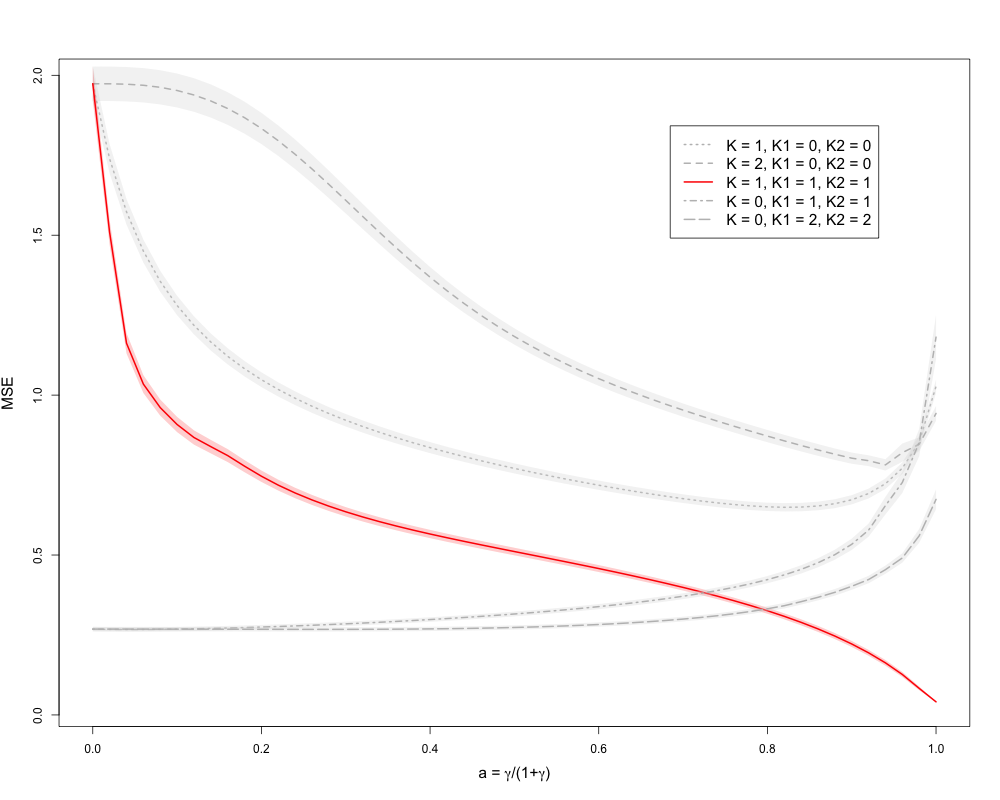 2.0
1.5
1.0
0.5
0.0
MSE
K = 1, K1 = 0, K2 = 0
K = 2, K1 = 0, K2 = 0
K = 1, K1 = 1, K2 = 1
K = 0, K1 = 1, K2 = 1
K = 0, K1 = 2, K2 = 2
0.0 0.2 0.4 0.6 0.8 1.0
a = γ/(1+γ)